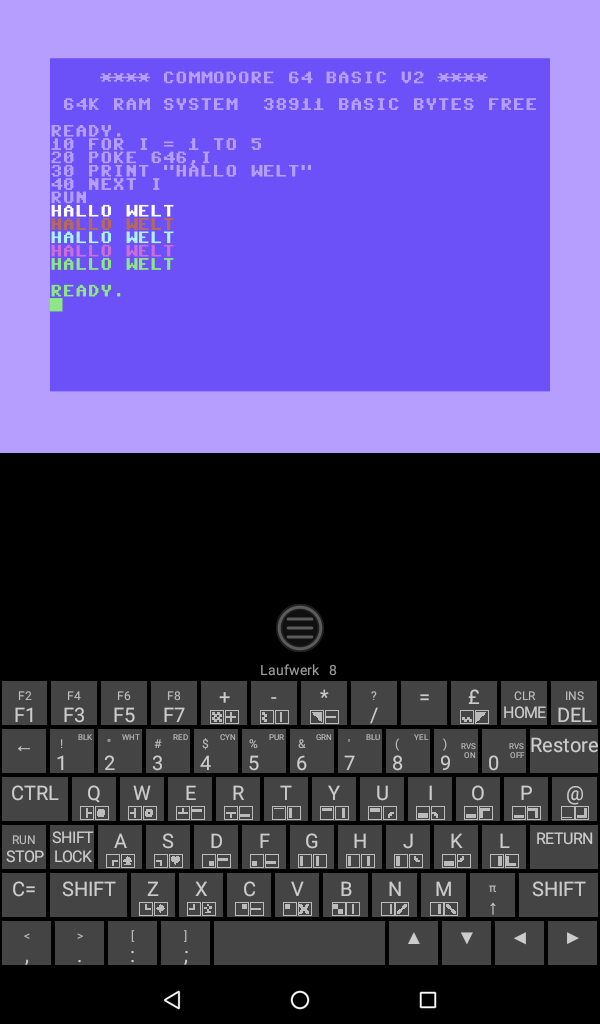 **** COMMODORE 64 BASIC V2 ****
64K RAM SYSTEM  38911 BASIC BYTES FREE
READY.
10 FOR I = 1 TO 5
20 POKE 646,I
30 PRINT "HALLO WELT"
40 NEXT I
RUN
HALLO WELT
HALLO WELT
HALLO WELT
HALLO WELT
HALLO WELT
READY.
Laufwerk 8
F2 F4 F6 F8 + - * ? = £ CLR INS
F1 F3 F5 F7 / HOME DEL
← ! BLK " WHT # RED $ CYN % PUR & GRN ' BLU ( YEL ) RVS ON RVS OFF Restore
1 2 3 4 5 6 7 8 9 0
CTRL Q W E R T Y U I O P @
RUN STOP SHIFT LOCK A S D F G H J K L RETURN
C= SHIFT Z X C V B N M π ↑ SHIFT
< > [ ] ▲ ▼ ◀ ▶
, . : ;